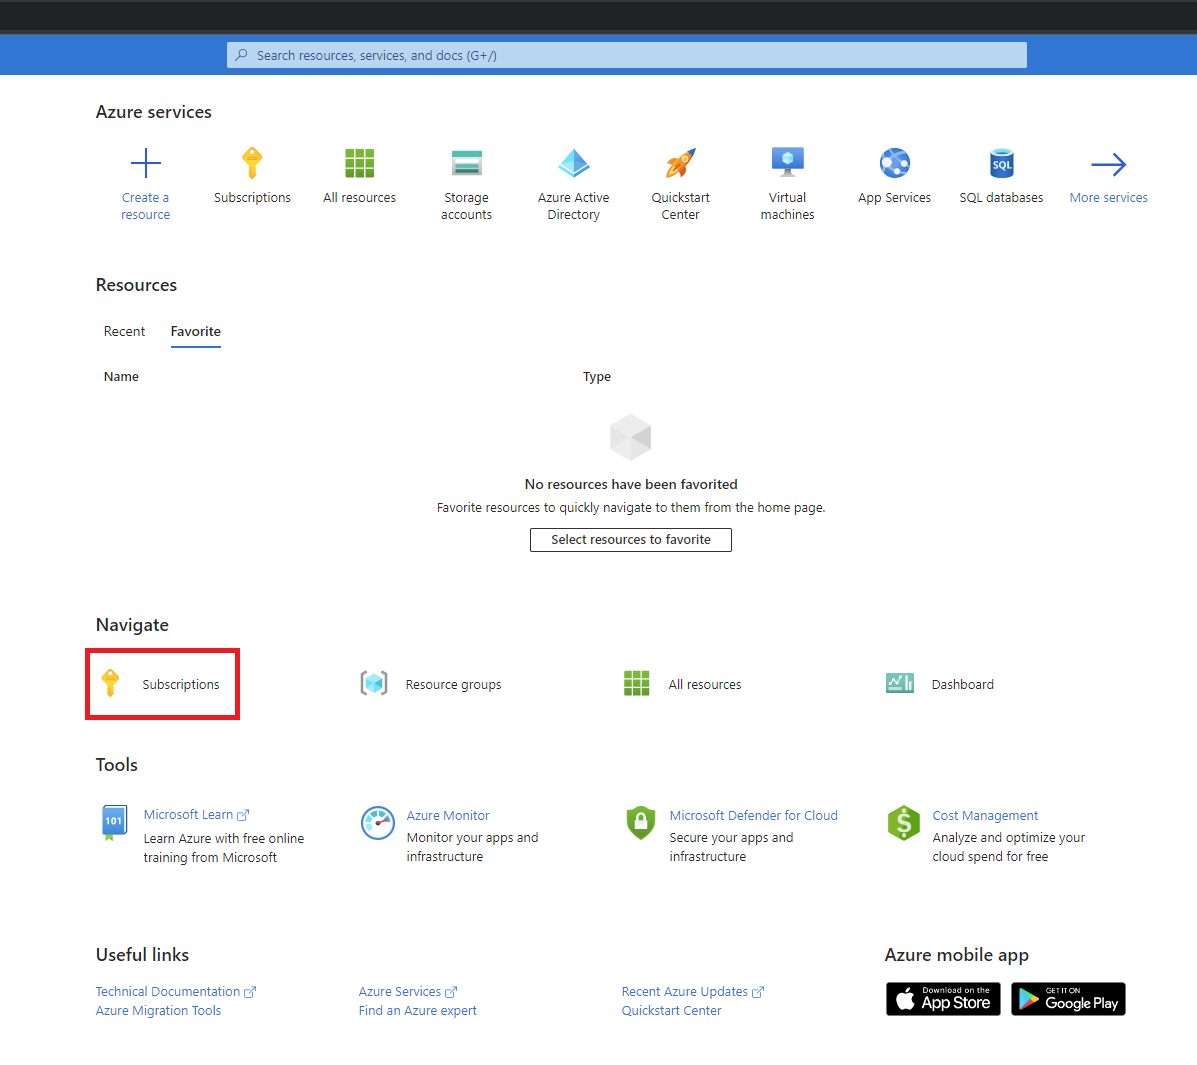 Search resources, services, and docs (G+/)
Azure services
Create a
resource
Subscriptions
All resources
Storage
accounts
Azure Active
Directory
Quickstart
Center
Virtual
machines
App Services
SQL
SQL databases
More services
Resources
Recent
Favorite
Name
Type
No resources have been favorited
Favorite resources to quickly navigate to them from the home page.
Select resources to favorite
Navigate
Subscriptions
Resource groups
All resources
Dashboard
Tools
101
Microsoft Learn
Learn Azure with free online
training from Microsoft
Azure Monitor
Monitor your apps and
infrastructure
Microsoft Defender for Cloud
Secure your apps and
infrastructure
$
Cost Management
Analyze and optimize your
cloud spend for free
Useful links
Technical Documentation
Azure Migration Tools
Azure Services
Find an Azure expert
Recent Azure Updates
Quickstart Center
Azure mobile app
Download on the
App Store
GET IT ON
Google Play